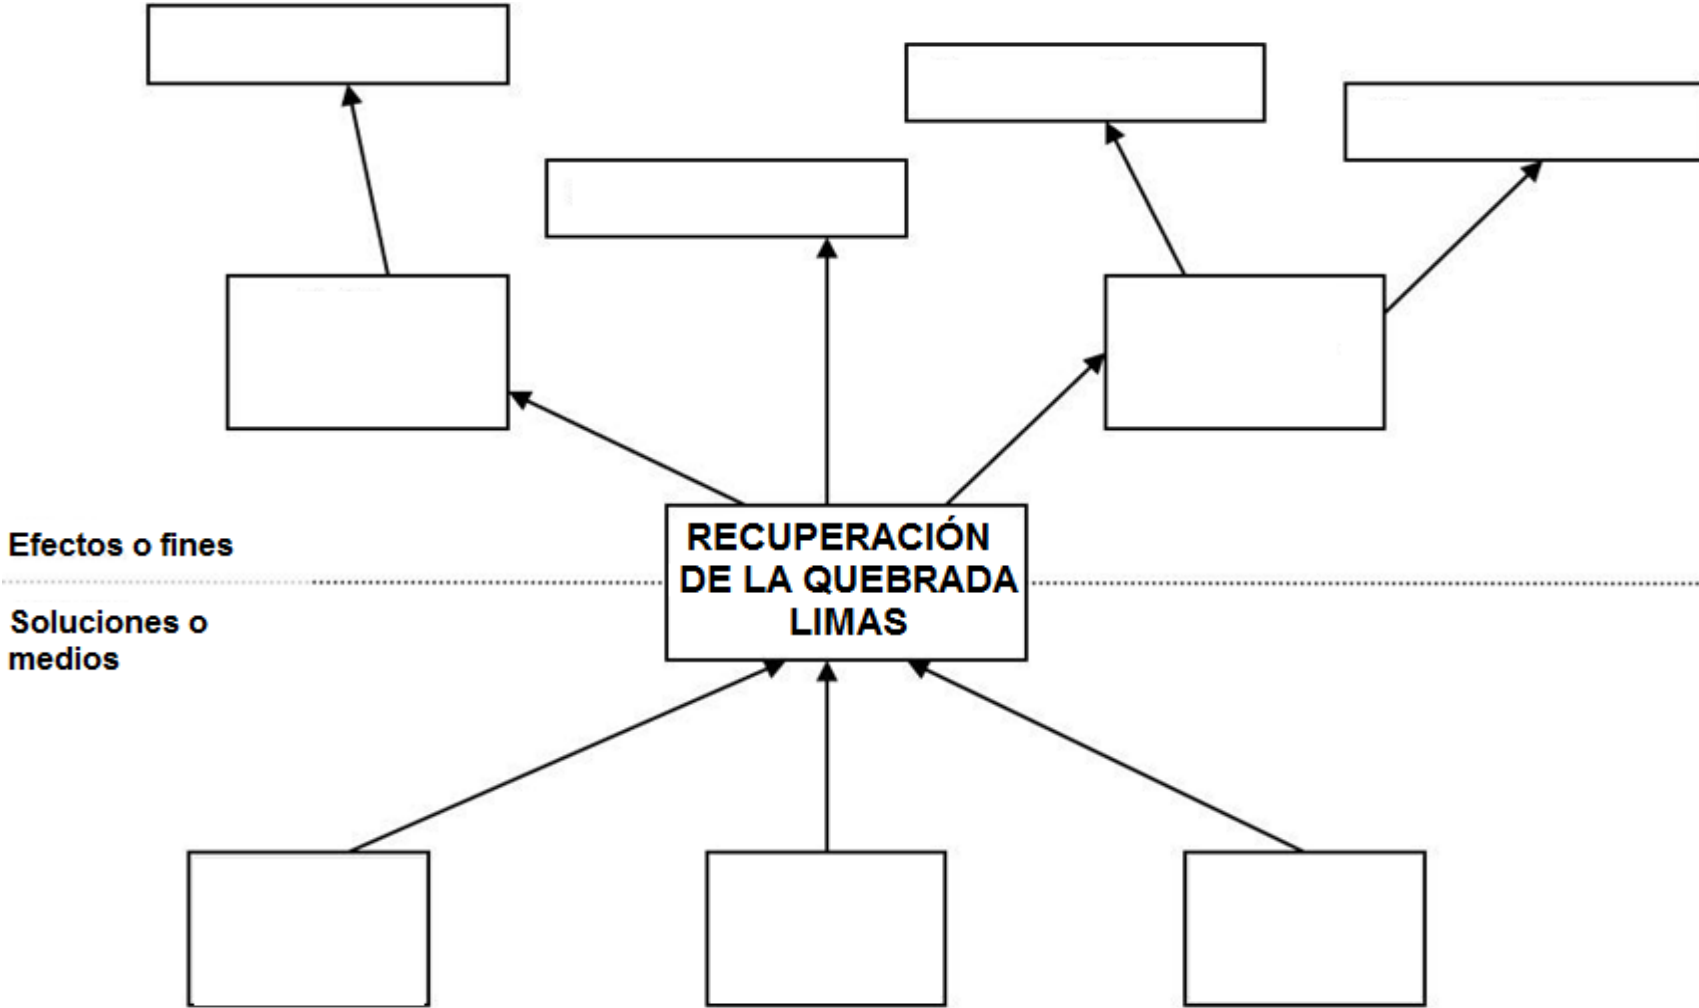 RECUPERACIÓN
DE LA QUEBRADA
LIMAS
Efectos o fines
Soluciones o
medios